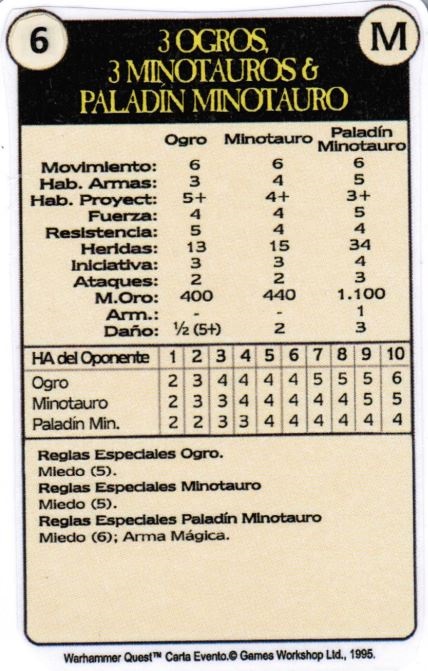 6
M
3 OGROS,
3 MINOTAUROS &
PALADÍN MINOTAURO
Ogro Minotauro Paladín Minotauro
Movimiento: 6 6 6
Hab. Armas: 3 4 5
Hab. Proyect: 5+ 4+ 3+
Fuerza: 4 4 5
Resistencia: 5 4 4
Heridas: 13 15 34
Iniciativa: 3 3 4
Ataques: 2 2 3
M.Oro: 400 440 1.100
Arm.: - - 1
Daño: ½ (5+) 2 3
HA del Oponente 1 2 3 4 5 6 7 8 9 10
Ogro 2 3 4 4 4 4 5 5 5 6
Minotauro 2 3 3 4 4 4 4 4 5 5
Paladín Min. 2 2 3 3 4 4 4 4 4 4
Reglas Especiales Ogro.
Miedo (5).
Reglas Especiales Minotauro
Miedo (5).
Reglas Especiales Paladín Minotauro
Miedo (6); Arma Mágica.
Warhammer Quest™ Carta Evento.© Games Workshop Ltd., 1995.